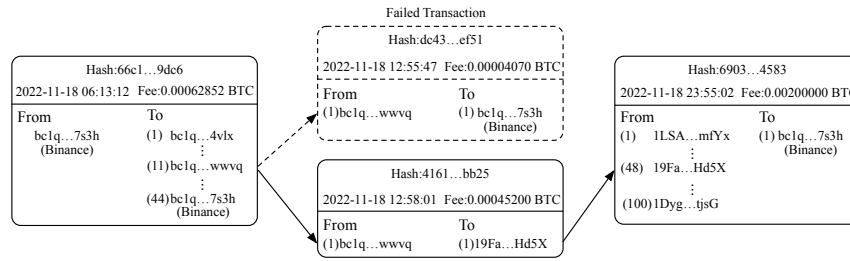 Failed Transaction
Hash:66c1…9dc6
2022-11-18 06:13:12 Fee:0.00062852 BTC
From To
bc1q…7s3h
(Binance)
(1) bc1q…4vlx
⋮
(11)bc1q…wwvq
⋮
(44)bc1q…7s3h
(Binance)
Hash:dc43…ef51
2022-11-18 12:55:47 Fee:0.00004070 BTC
From To
(1)bc1q…wwvq (1) bc1q…7s3h
(Binance)
Hash:4161…bb25
2022-11-18 12:58:01 Fee:0.00045200 BTC
From To
(1)bc1q…wwvq (1)19Fa…Hd5X
Hash:6903…4583
2022-11-18 23:55:02 Fee:0.00200000 BTC
From To
(1) 1LSA…mfYx (1) bc1q…7s3h
(Binance)
⋮
(48) 19Fa…Hd5X
⋮
(100)1Dyg…tjsG